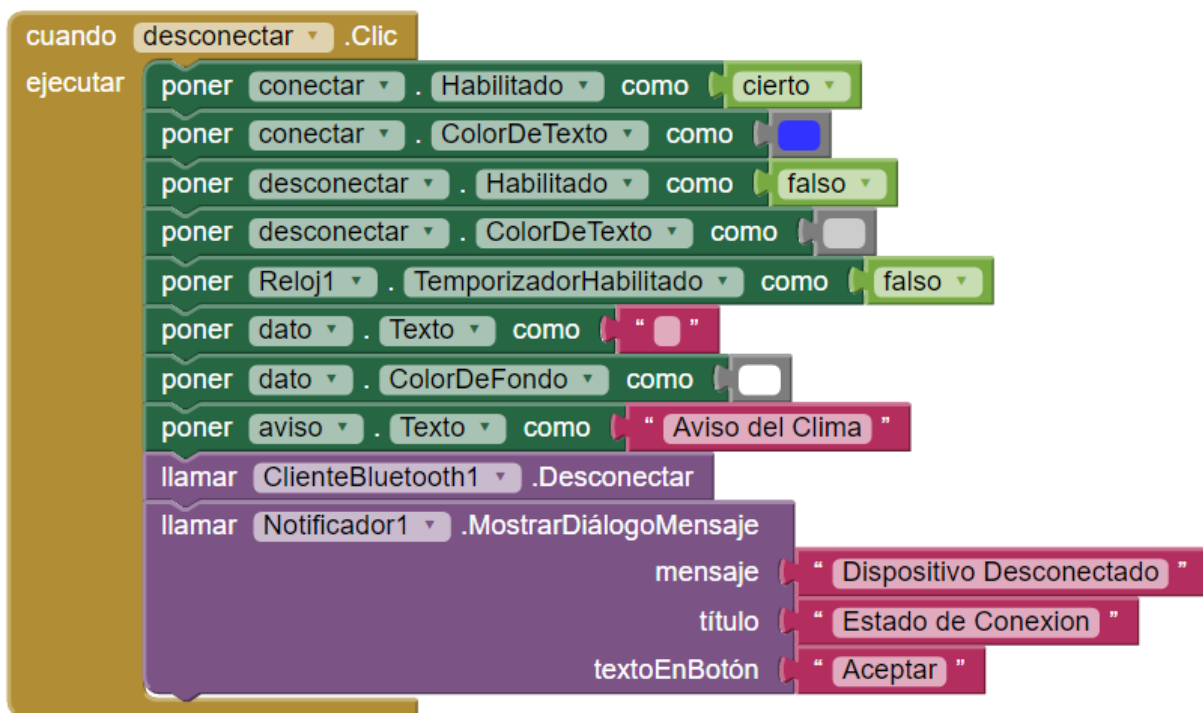 cuando desconectar .Clic
ejecutar poner conectar . Habilitado como cierto
poner conectar . ColorDeTexto como
poner desconectar . Habilitado como falso
poner desconectar . ColorDeTexto como
poner Reloj1 . TemporizadorHabilitado como falso
poner dato . Texto como “ ”
poner dato . ColorDeFondo como
poner aviso . Texto como “ Aviso del Clima ”
llamar ClienteBluetooth1 .Desconectar
llamar Notificador1 .MostrarDiálogoMensaje
mensaje “ Dispositivo Desconectado ”
título “ Estado de Conexion ”
textoEnBotón “ Aceptar ”